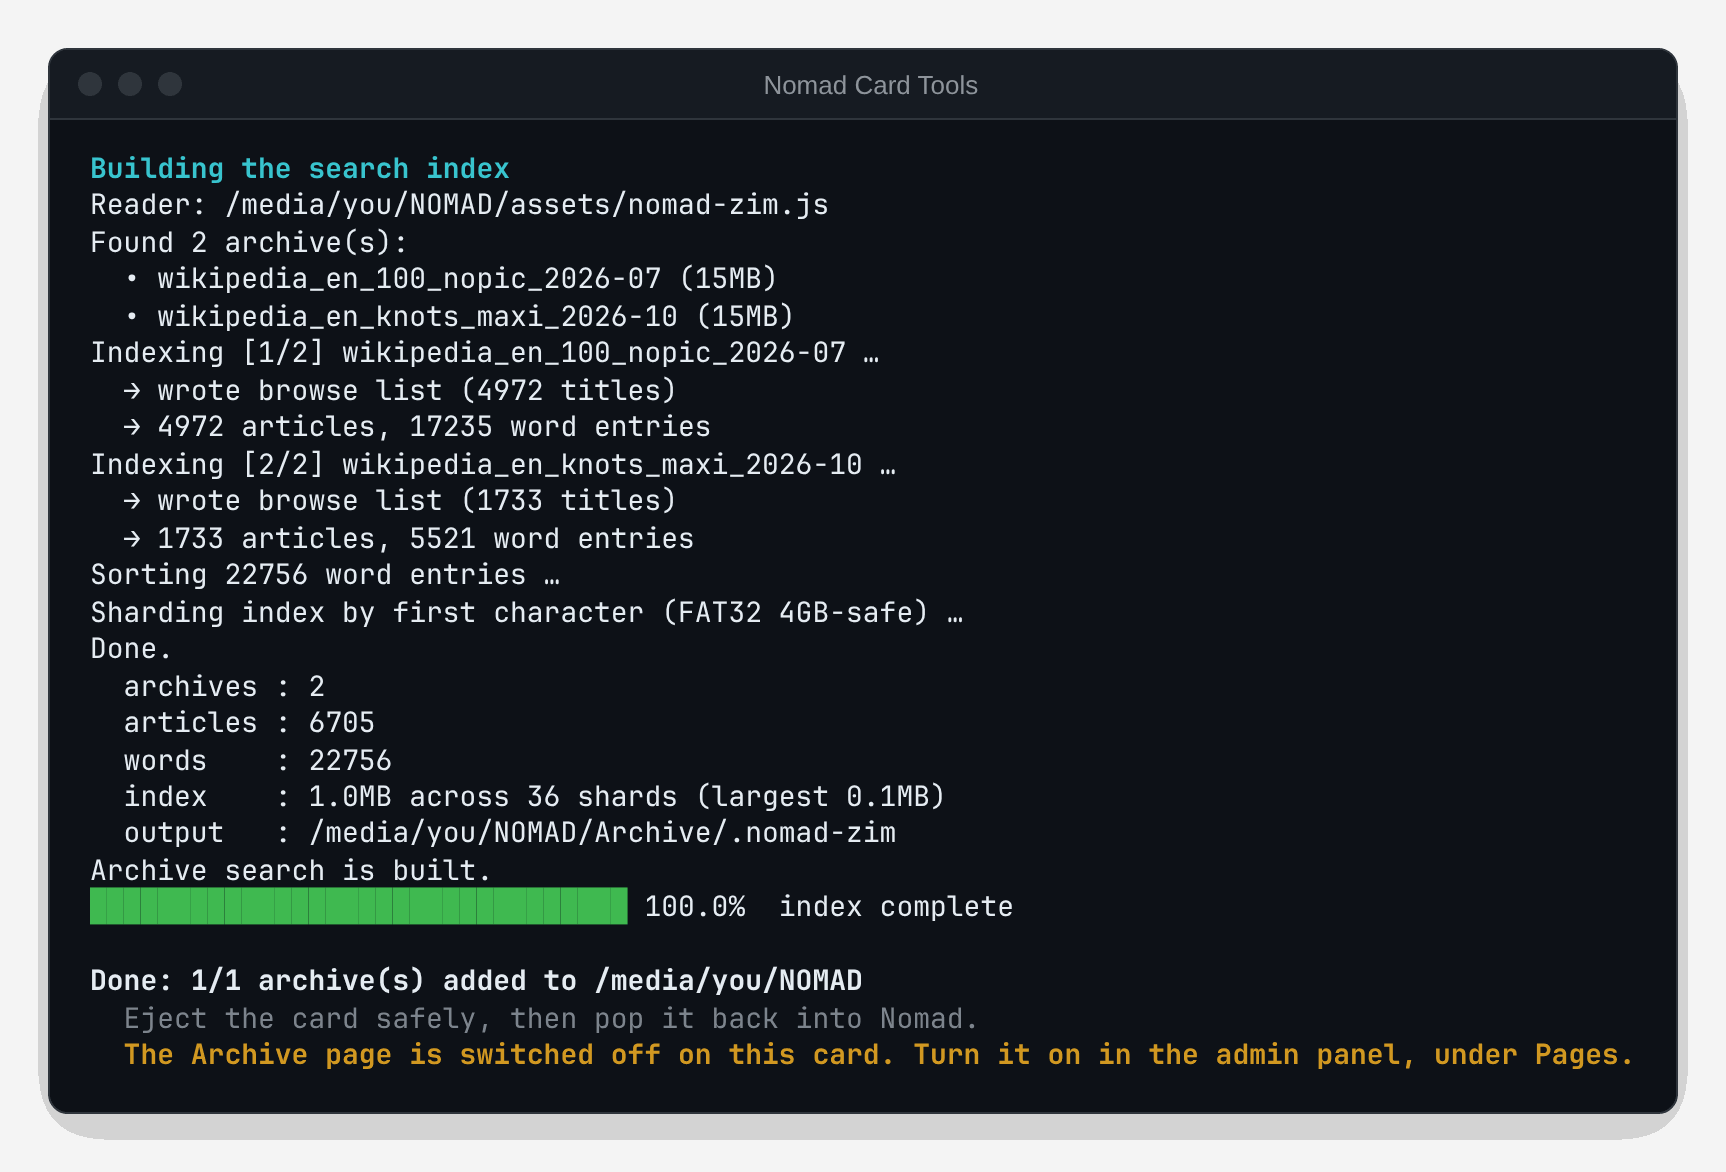 Nomad Card Tools
Building the search index
Reader: /media/you/NOMAD/assets/nomad-zim.js
Found 2 archive(s):
  • wikipedia_en_100_nopic_2026-07 (15MB)
  • wikipedia_en_knots_maxi_2026-10 (15MB)
Indexing [1/2] wikipedia_en_100_nopic_2026-07 …
  → wrote browse list (4972 titles)
  → 4972 articles, 17235 word entries
Indexing [2/2] wikipedia_en_knots_maxi_2026-10 …
  → wrote browse list (1733 titles)
  → 1733 articles, 5521 word entries
Sorting 22756 word entries …
Sharding index by first character (FAT32 4GB-safe) …
Done.
  archives : 2
  articles : 6705
  words    : 22756
  index    : 1.0MB across 36 shards (largest 0.1MB)
  output   : /media/you/NOMAD/Archive/.nomad-zim
Archive search is built.
100.0%  index complete
Done: 1/1 archive(s) added to /media/you/NOMAD
  Eject the card safely, then pop it back into Nomad.
  The Archive page is switched off on this card. Turn it on in the admin panel, under Pages.